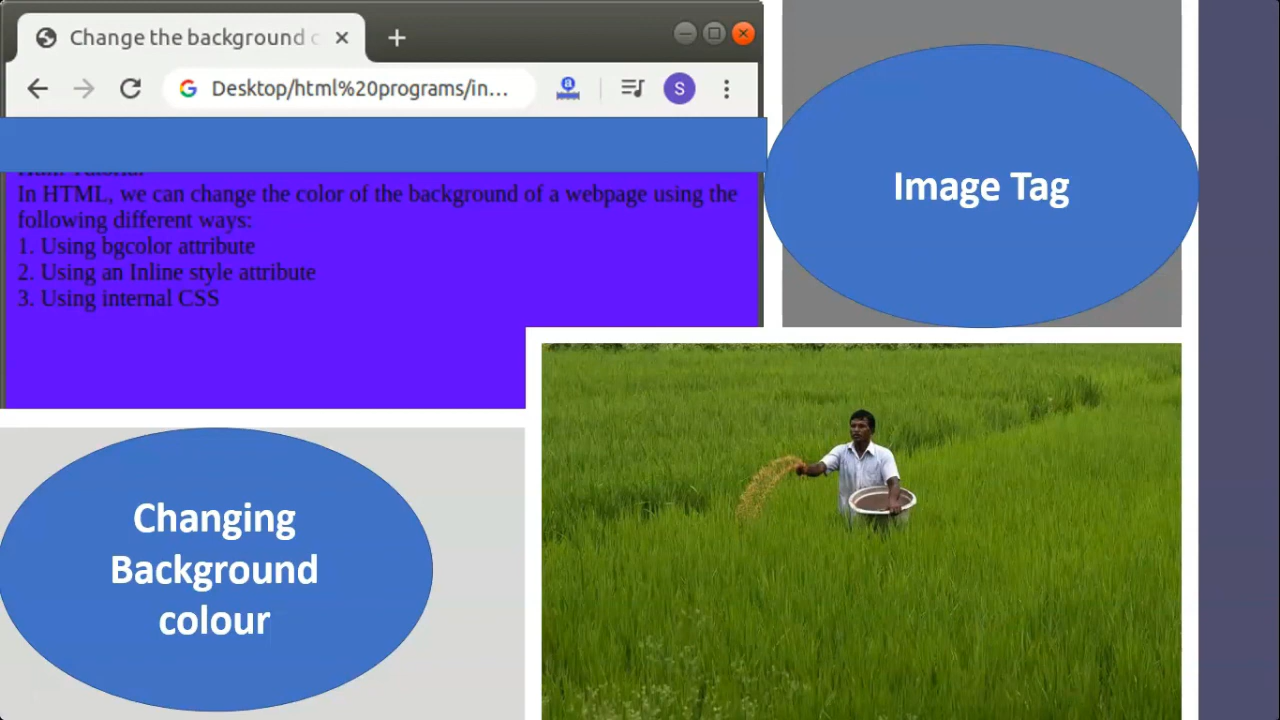 Change the background
Desktop/html%20programs/in...
a
S
In HTML, we can change the color of the background of a webpage using the
following different ways:
1. Using bgcolor attribute
2. Using an Inline style attribute
3. Using internal CSS
Image Tag
Changing
Background
colour